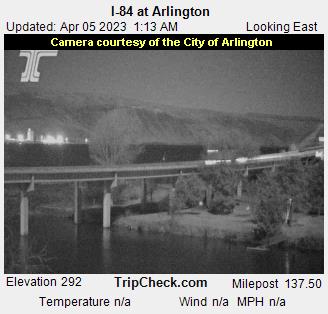 I-84 at Arlington
Updated: Apr 05 2023 1:13 AM Looking East
Camera courtesy of the City of Arlington
Elevation 292 TripCheck.com Milepost 137.50
Temperature n/a Wind n/a MPH n/a